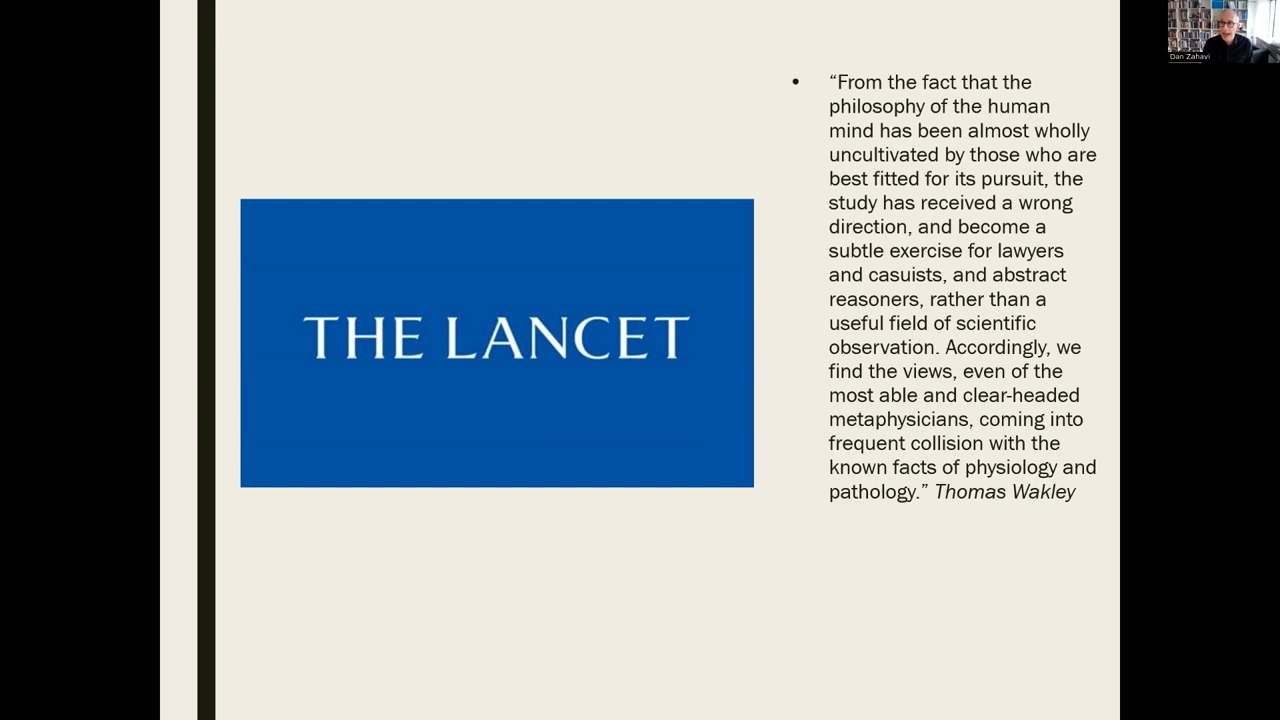 Dan Zahavi
THE LANCET
• “From the fact that the
philosophy of the human
mind has been almost wholly
uncultivated by those who are
best fitted for its pursuit, the
study has received a wrong
direction, and become a
subtle exercise for lawyers
and casuists, and abstract
reasoners, rather than a
useful field of scientific
observation. Accordingly, we
find the views, even of the
most able and clear-headed
metaphysicians, coming into
frequent collision with the
known facts of physiology and
pathology.” Thomas Wakley